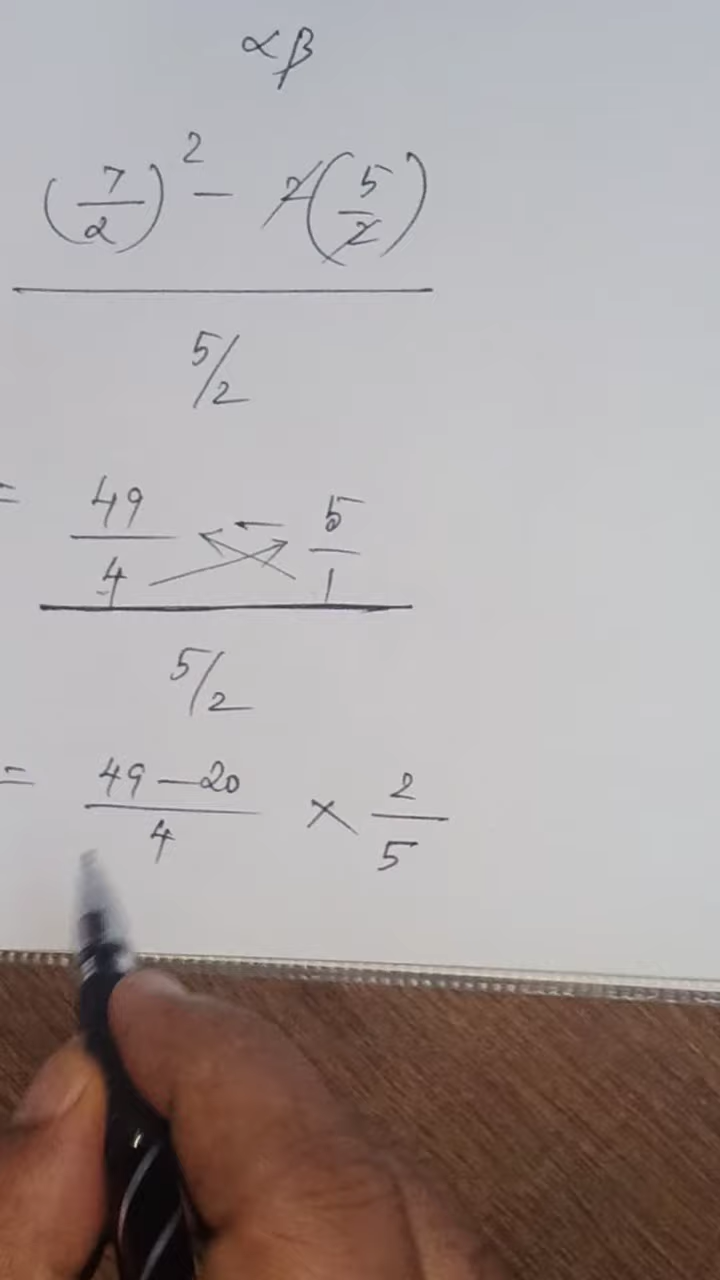 αβ
(7/2)² - 2(5/2)
5/2
= 49/4 5/1
5/2
= 49-20/4 × 2/5